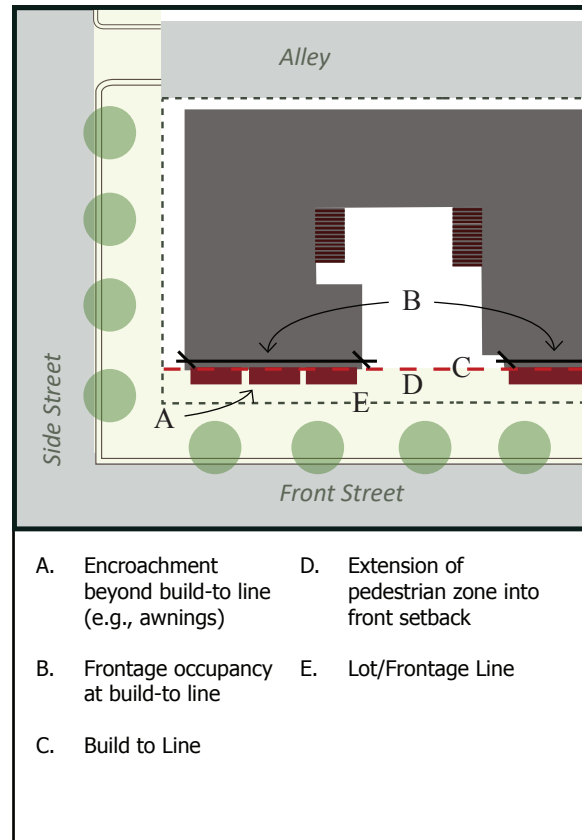 Alley
B
C
D
E
A
Side Street
Front Street
A. Encroachment
beyond build-to line
(e.g., awnings)
B. Frontage occupancy
at build-to line
C. Build to Line
D. Extension of
pedestrian zone into
front setback
E. Lot/Frontage Line